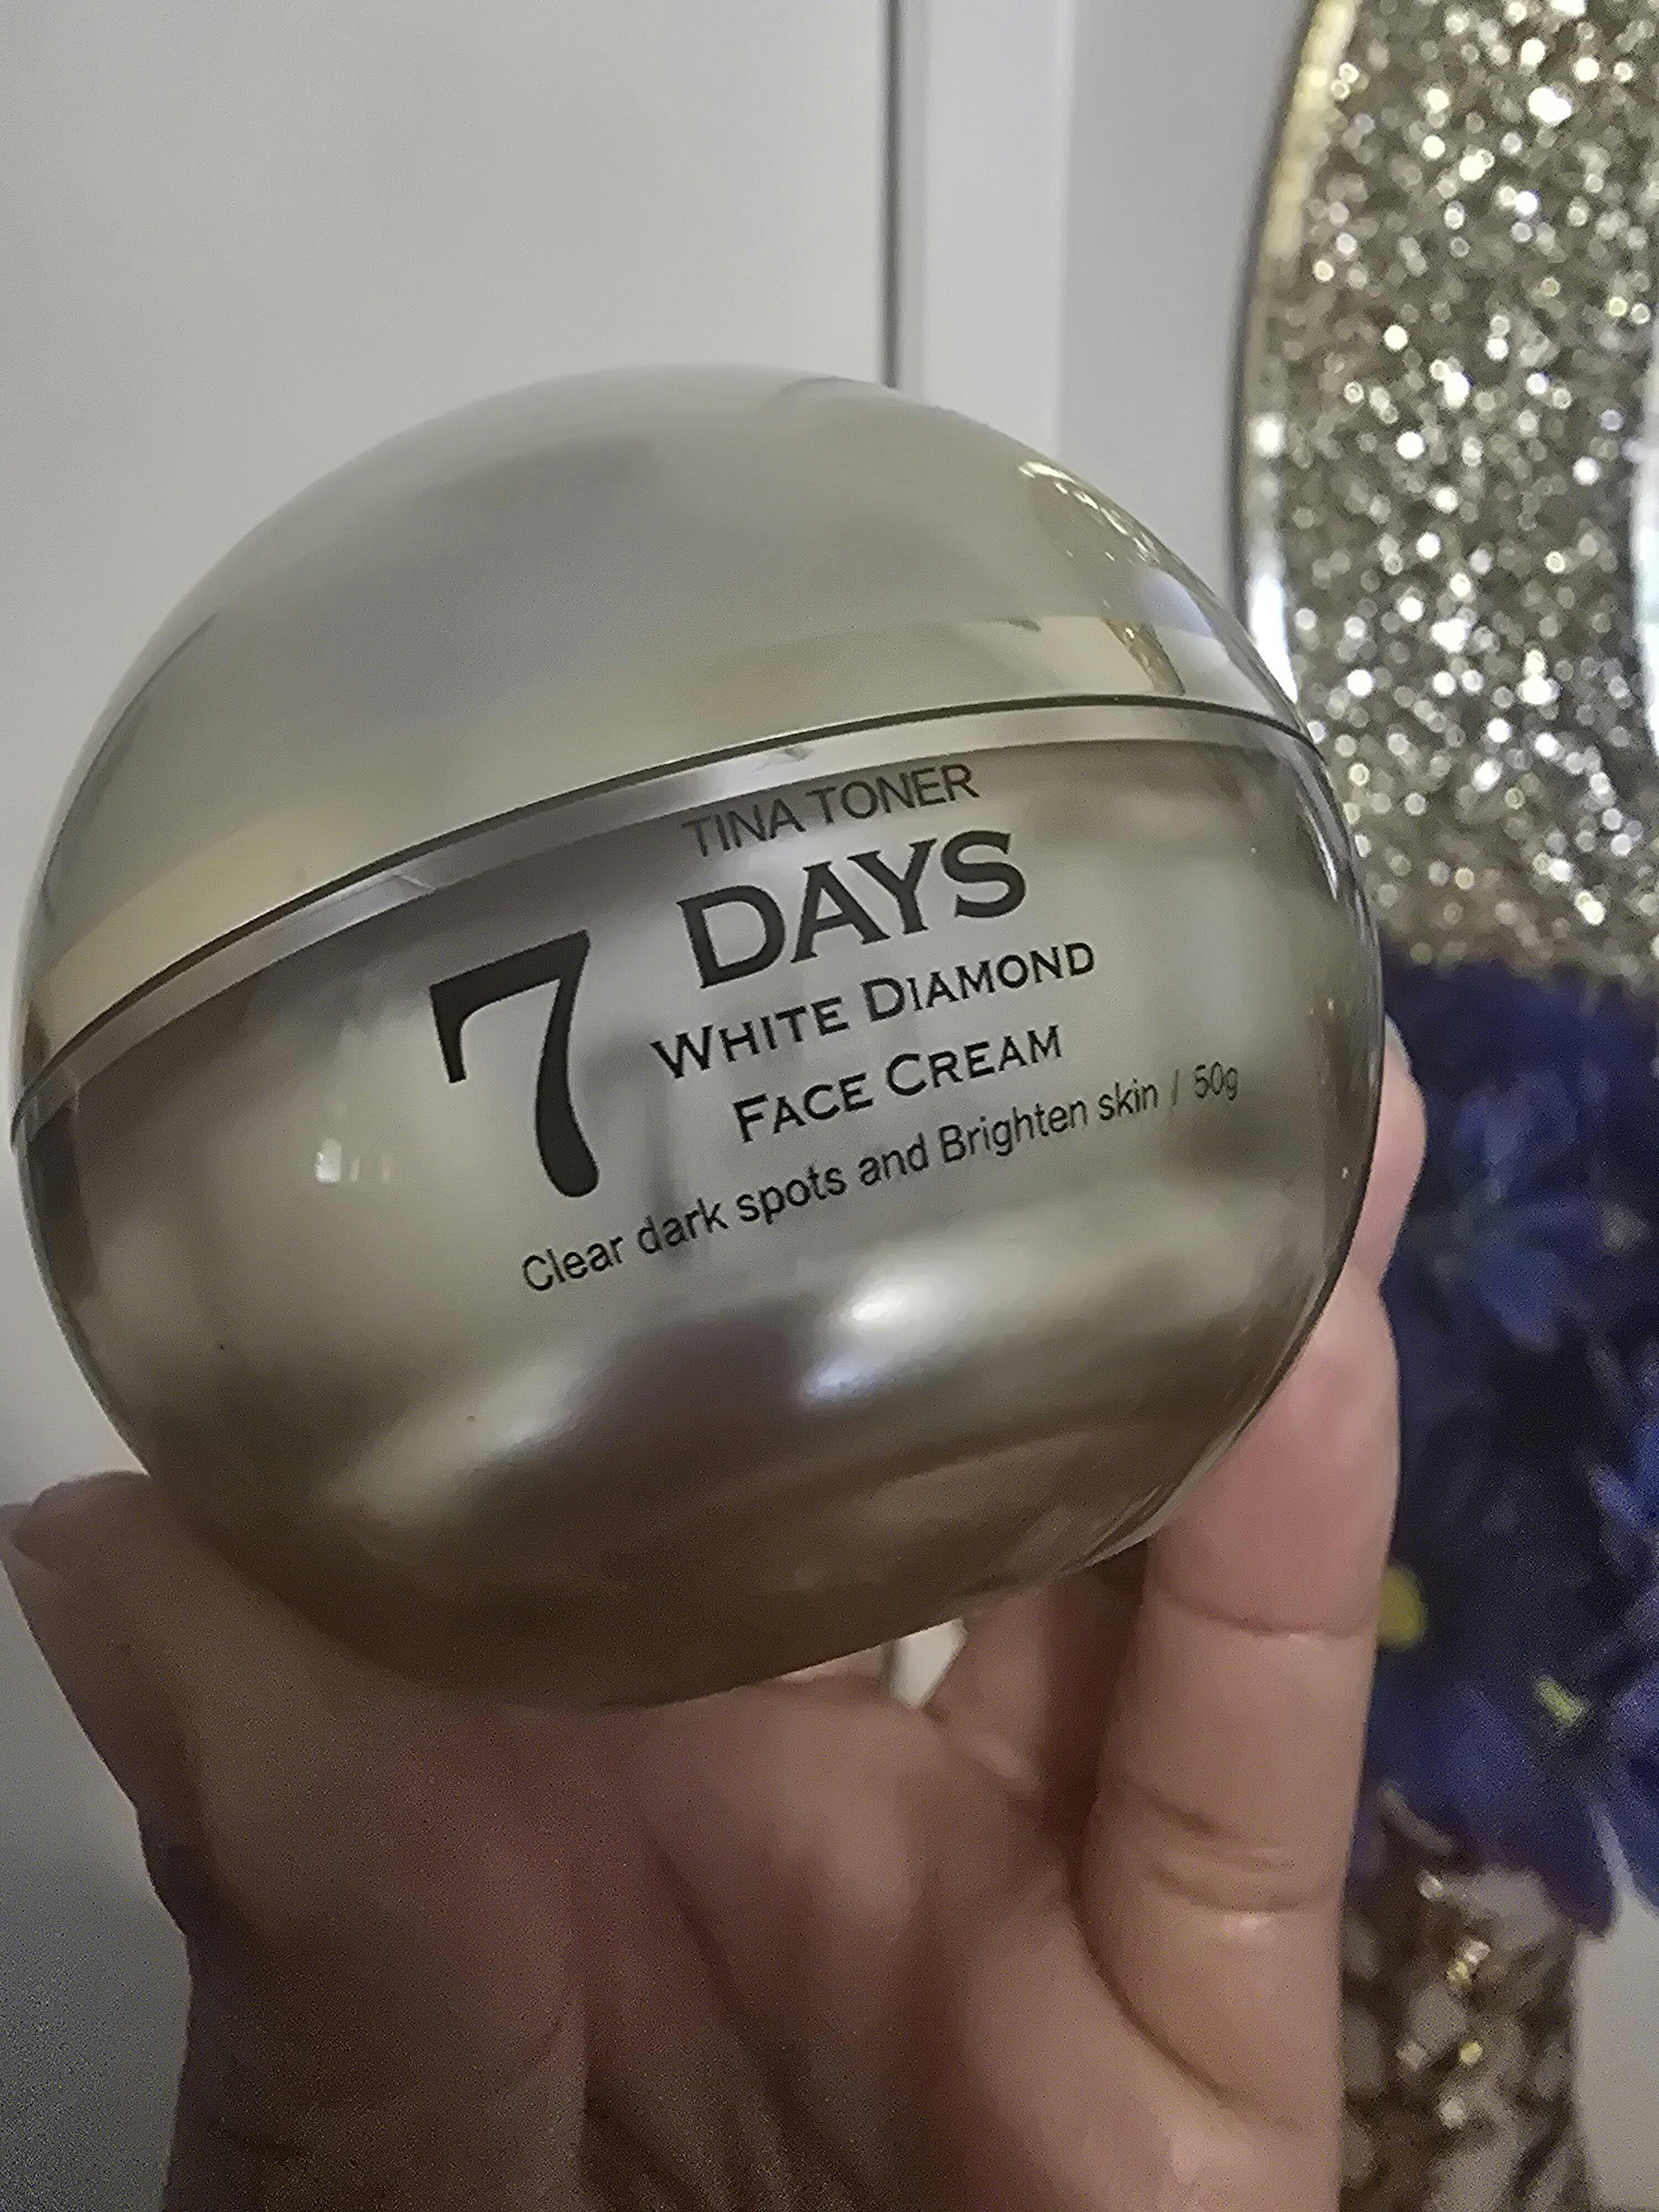 TINA TONER
7 DAYS
WHITE DIAMOND
FACE CREAM
Clear dark spots and Brighten skin / 50g